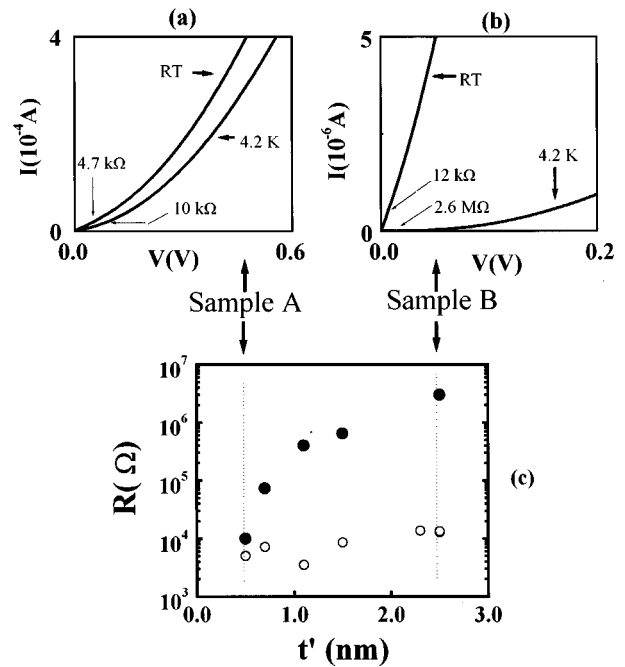 (a)
4
I(10⁻⁴A)
RT
4.2 K
4.7 kΩ
10 kΩ
0
0.0
0.6
V(V)
(b)
5
I(10⁻⁶A)
RT
4.2 K
12 kΩ
2.6 MΩ
0
0.0
0.2
V(V)
Sample A
Sample B
10⁷
10⁶
10⁵
10⁴
10³
R(Ω)
(c)
0.0 1.0 2.0 3.0
t' (nm)